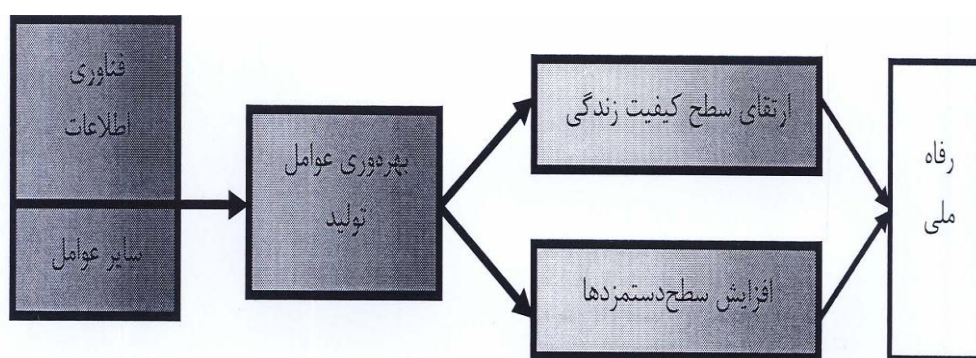 فناوری
اطلاعات
سایر عوامل
بهره‌وری عوامل
تولید
ارتقای سطح کیفیت زندگی
افزایش سطح‌دستمزدها
رفاه
ملی